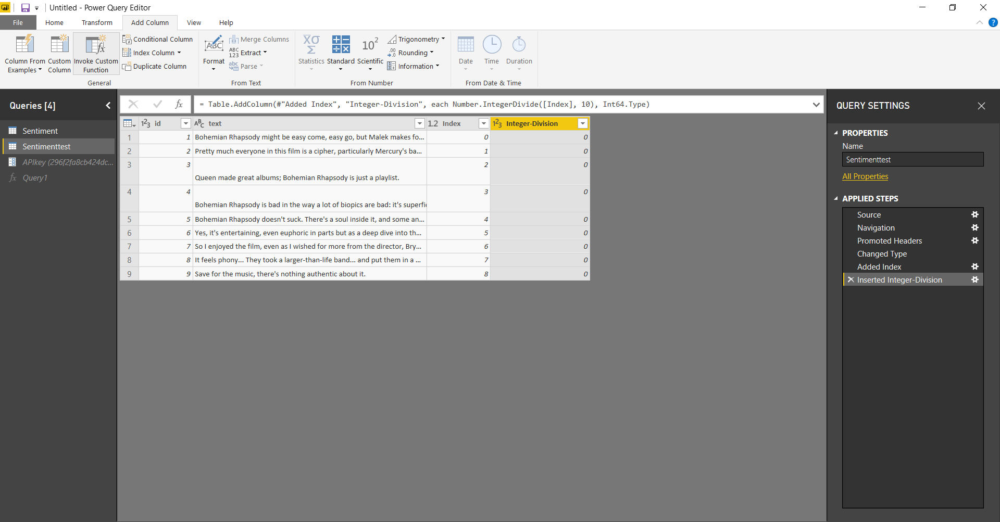 Untitled - Power Query Editor
File Home Transform Add Column View Help
Column From Examples
Custom Column
Invoke Custom Function
Conditional Column
Index Column
Duplicate Column
General
Format
Merge Columns
Extract
Parse
From Text
Statistics
Standard
10² Scientific
Trigonometry
Rounding
Information
From Number
Date
Time
Duration
From Date & Time
Queries [4]
Sentiment
Sentimenttest
APIkey (296f2fa8cb424dc...
fx Query1
fx = Table.AddColumn(#"Added Index", "Integer-Division", each Number.IntegerDivide([Index], 10), Int64.Type)
1²3 id ABC text 1.2 Index 1²3 Integer-Division
1 1 Bohemian Rhapsody might be easy come, easy go, but Malek makes fo... 0 0
2 2 Pretty much everyone in this film is a cipher, particularly Mercury's ba... 1 0
3 3 2 0
Queen made great albums; Bohemian Rhapsody is just a playlist.
4 4 3 0
Bohemian Rhapsody is bad in the way a lot of biopics are bad: it's superfi
5 5 Bohemian Rhapsody doesn't suck. There's a soul inside it, and some an... 4 0
6 6 Yes, it's entertaining, even euphoric in parts but as a deep dive into th... 5 0
7 7 So I enjoyed the film, even as I wished for more from the director, Bry... 6 0
8 8 It feels phony... They took a larger-than-life band... and put them in a ... 7 0
9 9 Save for the music, there's nothing authentic about it. 8 0
QUERY SETTINGS
PROPERTIES
Name
Sentimenttest
All Properties
APPLIED STEPS
Source
Navigation
Promoted Headers
Changed Type
Added Index
Inserted Integer-Division